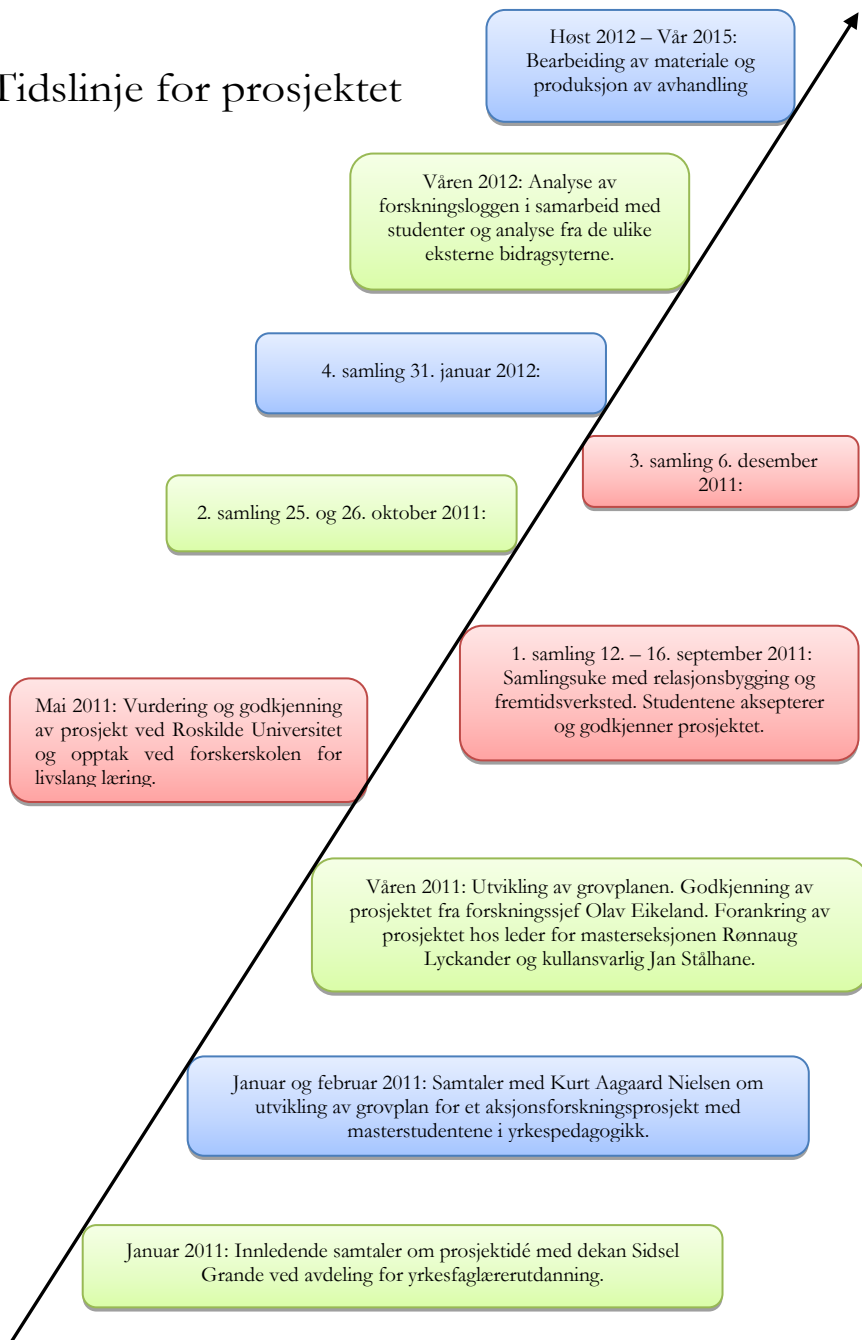 Høst 2012 – Vår 2015:
Bearbeiding av materiale og
produksjon av avhandling
Tidslinje for prosjektet
Våren 2012: Analyse av
forskningsloggen i samarbeid med
studenter og analyse fra de ulike
eksterne bidragsyterne.
4. samling 31. januar 2012:
3. samling 6. desember
2011:
2. samling 25. og 26. oktober 2011:
1. samling 12. – 16. september 2011:
Samlingsuke med relasjonsbygging og
fremtidsverksted. Studentene aksepterer
og godkjenner prosjektet.
Mai 2011: Vurdering og godkjenning
av prosjekt ved Roskilde Universitet
og opptak ved forskerskolen for
livslang læring.
Våren 2011: Utvikling av grovplanen. Godkjenning av
prosjektet fra forskningssjef Olav Eikeland. Forankring av
prosjektet hos leder for masterseksjonen Rønnaug
Lyckander og kullansvarlig Jan Stålhane.
Januar og februar 2011: Samtaler med Kurt Aagaard Nielsen om
utvikling av grovplan for et aksjonsforskningsprosjekt med
masterstudentene i yrkespedagogikk.
Januar 2011: Innledende samtaler om prosjektidé med dekan Sidsel
Grande ved avdeling for yrkesfaglærerutdanning.